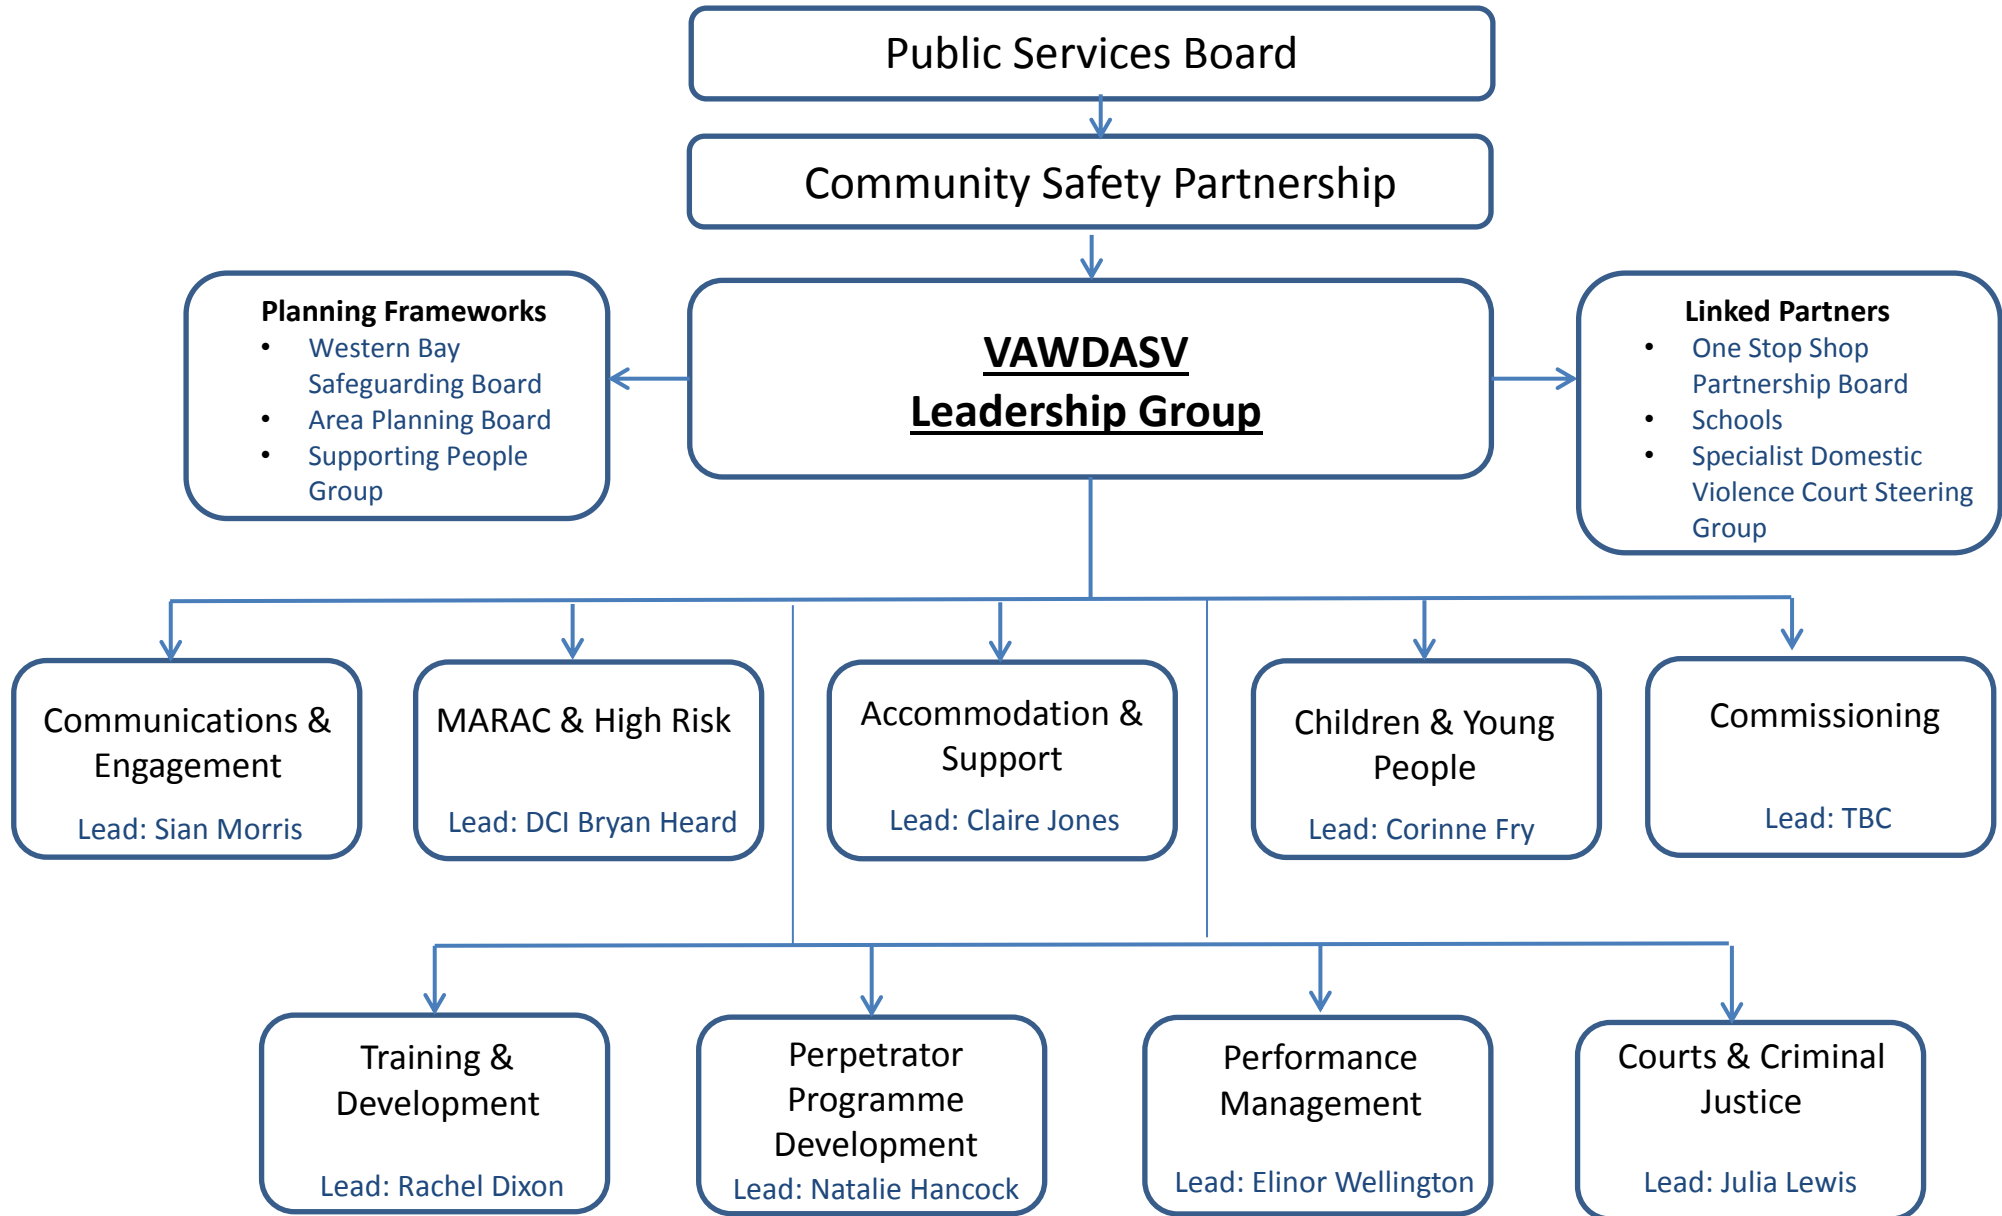 Public Services Board
Community Safety Partnership
Planning Frameworks
• Western Bay
Safeguarding Board
• Area Planning Board
• Supporting People
Group
VAWDASV
Leadership Group
Linked Partners
• One Stop Shop
Partnership Board
• Schools
• Specialist Domestic
Violence Court Steering
Group
Communications &
Engagement
Lead: Sian Morris
MARAC & High Risk
Lead: DCI Bryan Heard
Accommodation &
Support
Lead: Claire Jones
Children & Young
People
Lead: Corinne Fry
Commissioning
Lead: TBC
Training &
Development
Lead: Rachel Dixon
Perpetrator
Programme
Development
Lead: Natalie Hancock
Performance
Management
Lead: Elinor Wellington
Courts & Criminal
Justice
Lead: Julia Lewis